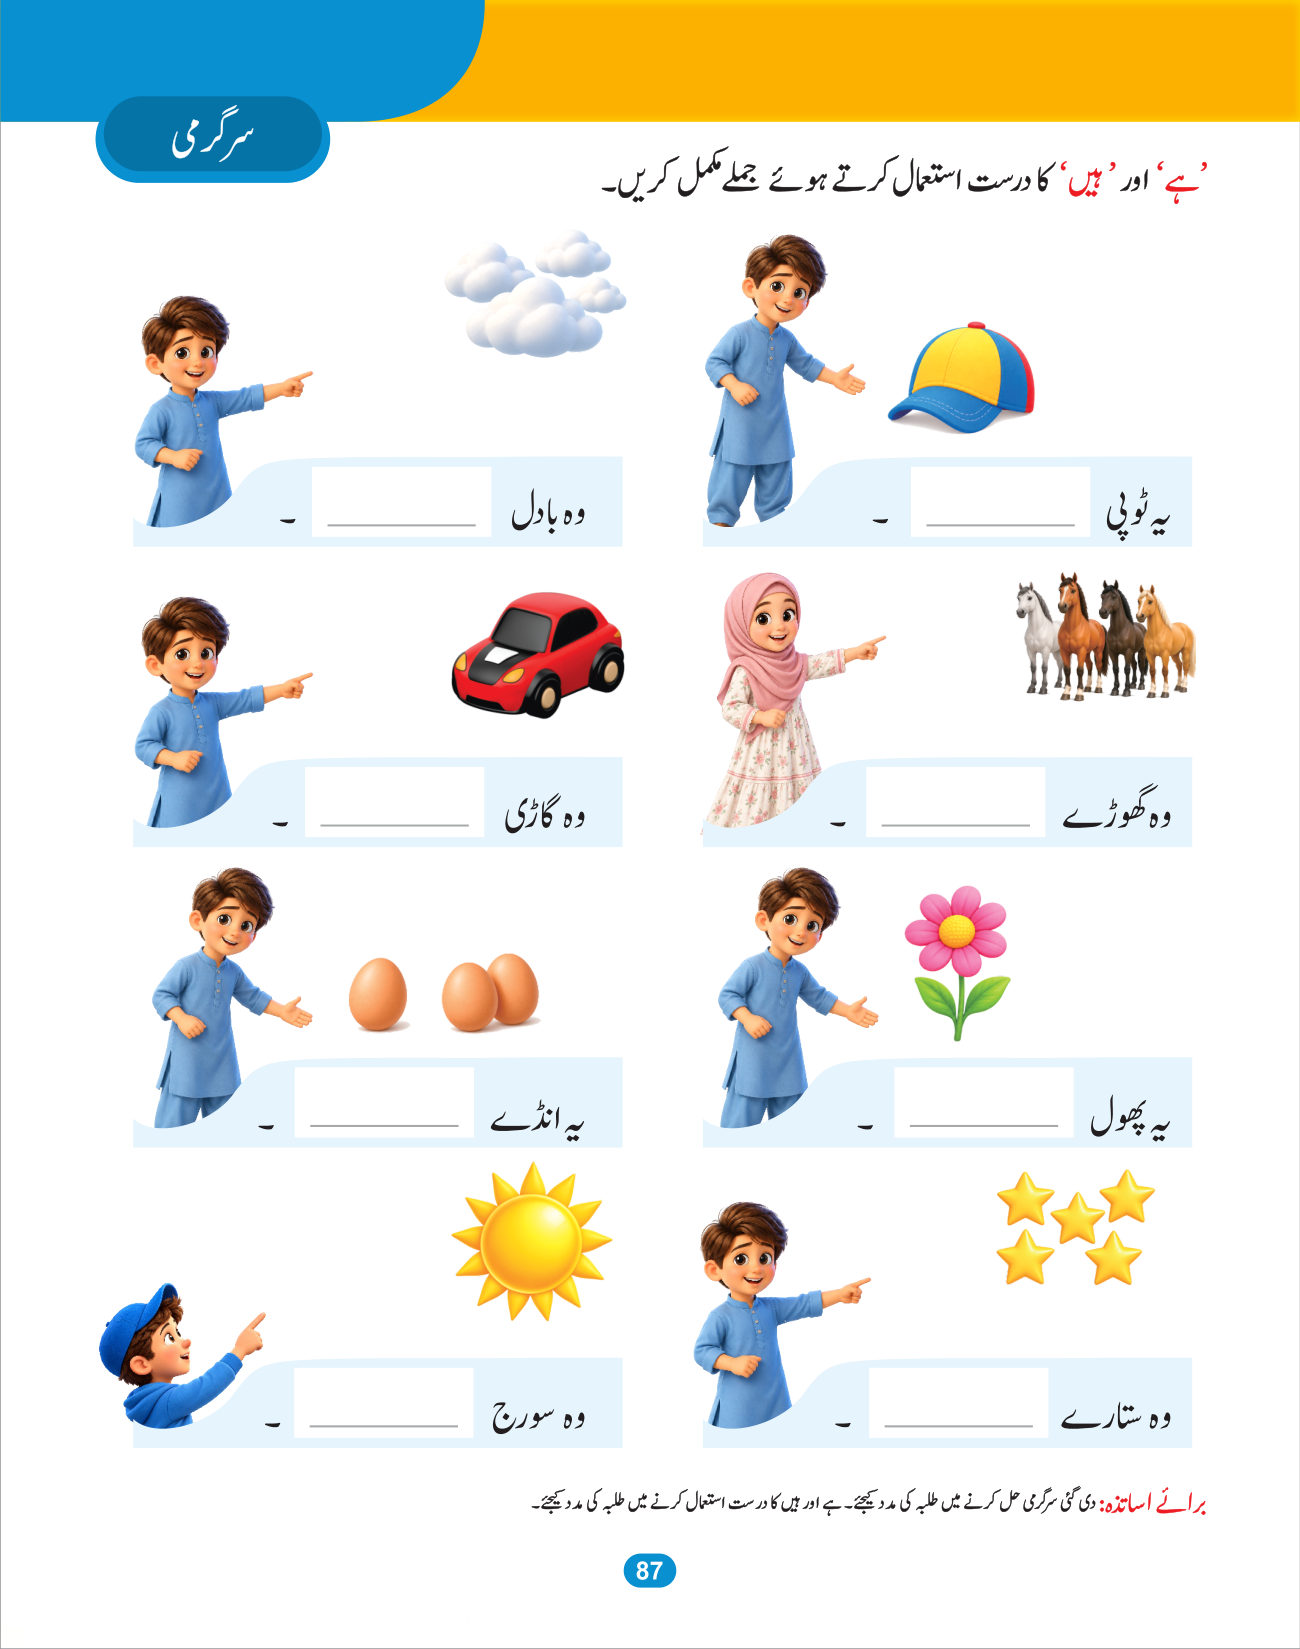 سرگرمی
’ہے‘ اور ’ہیں‘ کا درست استعمال کرتے ہوئے جملے مکمل کریں۔
یہ ٹوپی ۔
وہ بادل ۔
وہ گھوڑے ۔
وہ گاڑی ۔
یہ پھول ۔
یہ انڈے ۔
وہ ستارے ۔
وہ سورج ۔
برائے اساتذہ: دی گئی سرگرمی حل کرنے میں طلبہ کی مدد کیجئے۔ ہے اور ہیں کا درست استعمال کرنے میں طلبہ کی مدد کیجئے۔
87